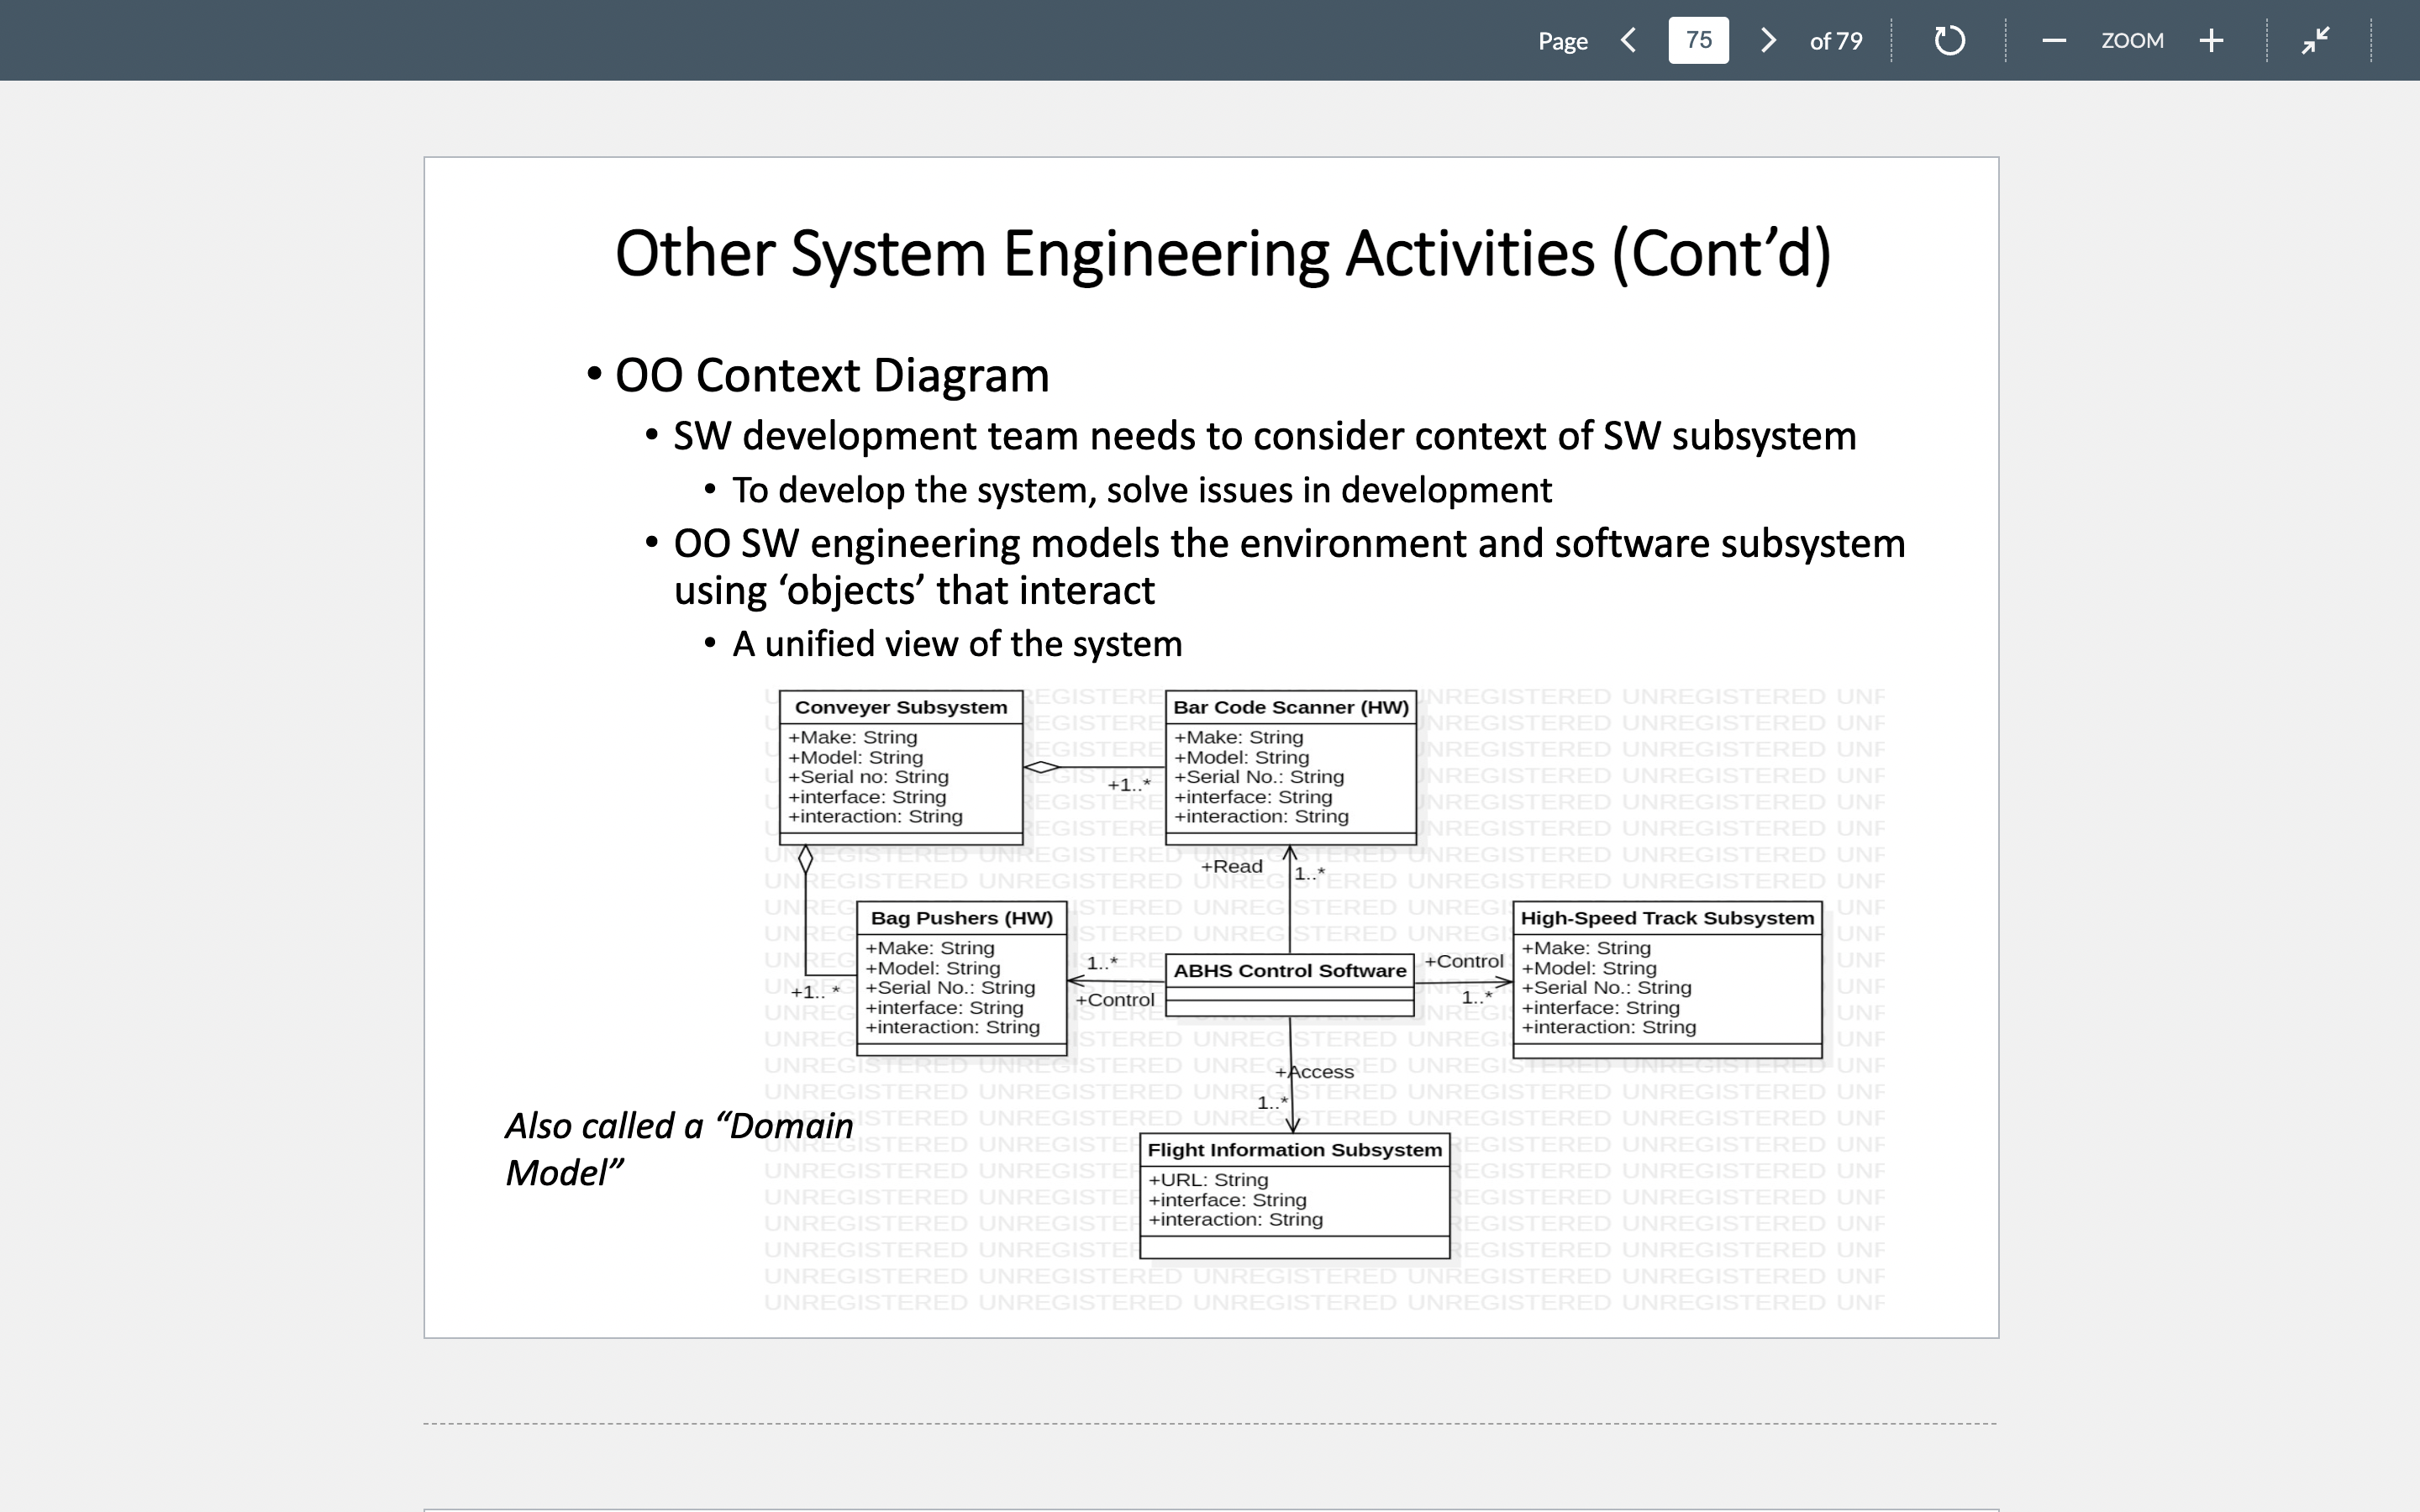 Page 75 of 79 ZOOM
Other System Engineering Activities (Cont’d)
• OO Context Diagram
• SW development team needs to consider context of SW subsystem
• To develop the system, solve issues in development
• OO SW engineering models the environment and software subsystem
using ‘objects’ that interact
• A unified view of the system
Conveyer Subsystem
+Make: String
+Model: String
+Serial no: String
+interface: String
+interaction: String
+1..*
Bar Code Scanner (HW)
+Make: String
+Model: String
+Serial No.: String
+interface: String
+interaction: String
+Read
1..*
Bag Pushers (HW)
+Make: String
+Model: String
+Serial No.: String
+interface: String
+interaction: String
+1.. *
1..*
+Control
ABHS Control Software
+Control
1..*
High-Speed Track Subsystem
+Make: String
+Model: String
+Serial No.: String
+interface: String
+interaction: String
+Access
1..*
Flight Information Subsystem
+URL: String
+interface: String
+interaction: String
Also called a “Domain
Model”
UNREGISTERED UNREGISTERED UNREGISTERED UNREGISTERED UNREGISTERED